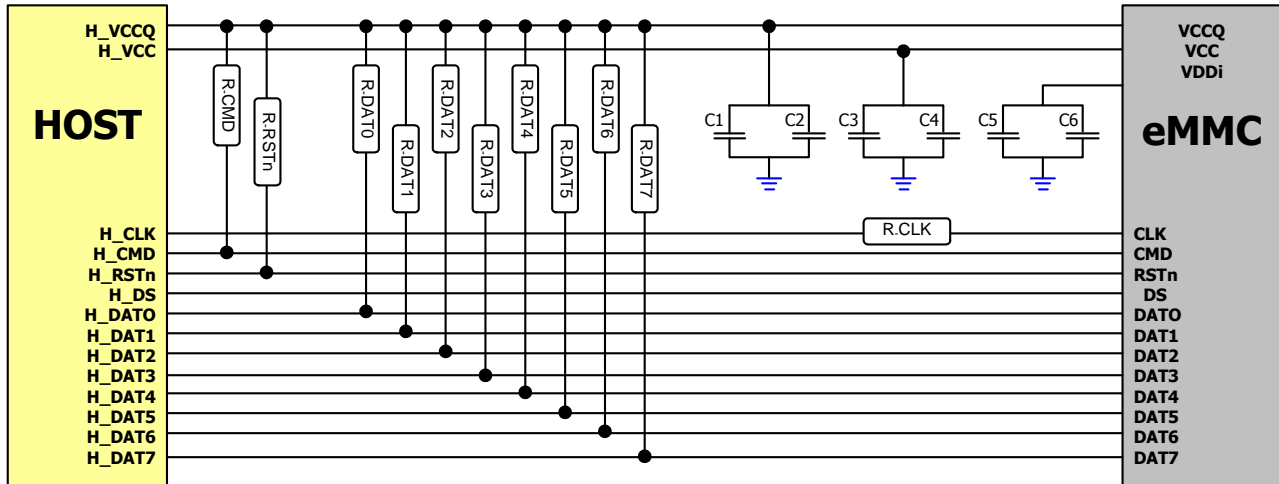 H_VCCQ
H_VCC
HOST
H_CLK
H_CMD
H_RSTn
H_DS
H_DAT0
H_DAT1
H_DAT2
H_DAT3
H_DAT4
H_DAT5
H_DAT6
H_DAT7
R.CMD
R.RSTn
R.DAT0
R.DAT1
R.DAT2
R.DAT3
R.DAT4
R.DAT5
R.DAT6
R.DAT7
C1
C2
C3
C4
C5
C6
R.CLK
VCCQ
VCC
VDDi
eMMC
CLK
CMD
RSTn
DS
DAT0
DAT1
DAT2
DAT3
DAT4
DAT5
DAT6
DAT7